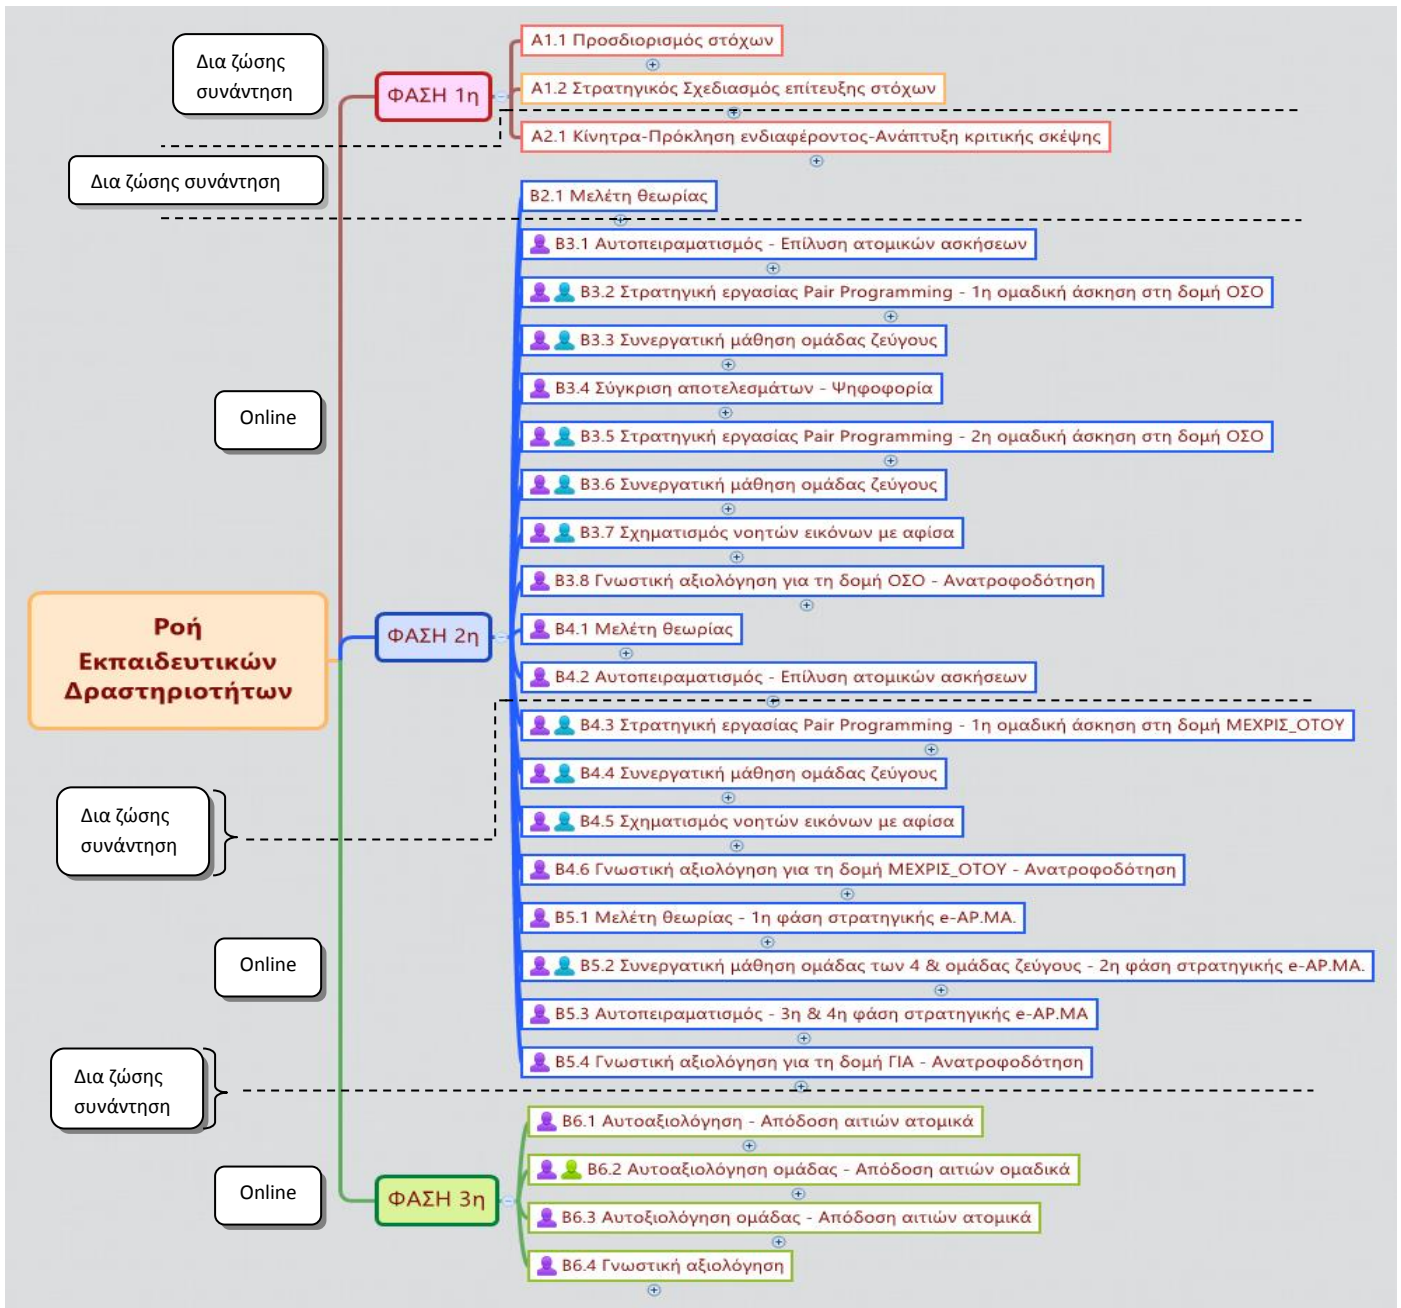 Δια ζώσης
συνάντηση
ΦΑΣΗ 1η
Α1.1 Προσδιορισμός στόχων
Α1.2 Στρατηγικός Σχεδιασμός επίτευξης στόχων
Α2.1 Κίνητρα-Πρόκληση ενδιαφέροντος-Ανάπτυξη κριτικής σκέψης
Δια ζώσης συνάντηση
Β2.1 Μελέτη θεωρίας
Β3.1 Αυτοπειραματισμός - Επίλυση ατομικών ασκήσεων
Β3.2 Στρατηγική εργασίας Pair Programming - 1η ομαδική άσκηση στη δομή ΟΣΟ
Β3.3 Συνεργατική μάθηση ομάδας ζεύγους
Β3.4 Σύγκριση αποτελεσμάτων - Ψηφοφορία
Online
Β3.5 Στρατηγική εργασίας Pair Programming - 2η ομαδική άσκηση στη δομή ΟΣΟ
Β3.6 Συνεργατική μάθηση ομάδας ζεύγους
Β3.7 Σχηματισμός νοητών εικόνων με αφίσα
Β3.8 Γνωστική αξιολόγηση για τη δομή ΟΣΟ - Ανατροφοδότηση
Ροή
Εκπαιδευτικών
Δραστηριοτήτων
ΦΑΣΗ 2η
Β4.1 Μελέτη θεωρίας
Β4.2 Αυτοπειραματισμός - Επίλυση ατομικών ασκήσεων
Β4.3 Στρατηγική εργασίας Pair Programming - 1η ομαδική άσκηση στη δομή ΜΕΧΡΙΣ_ΟΤΟΥ
Β4.4 Συνεργατική μάθηση ομάδας ζεύγους
Δια ζώσης
συνάντηση
Β4.5 Σχηματισμός νοητών εικόνων με αφίσα
Β4.6 Γνωστική αξιολόγηση για τη δομή ΜΕΧΡΙΣ_ΟΤΟΥ - Ανατροφοδότηση
Β5.1 Μελέτη θεωρίας - 1η φάση στρατηγικής e-ΑΡ.ΜΑ.
Online
Β5.2 Συνεργατική μάθηση ομάδας των 4 & ομάδας ζεύγους - 2η φάση στρατηγικής e-ΑΡ.ΜΑ.
Β5.3 Αυτοπειραματισμός - 3η & 4η φάση στρατηγικής e-ΑΡ.ΜΑ
Β5.4 Γνωστική αξιολόγηση για τη δομή ΓΙΑ - Ανατροφοδότηση
Δια ζώσης
συνάντηση
Β6.1 Αυτοαξιολόγηση - Απόδοση αιτιών ατομικά
Β6.2 Αυτοαξιολόγηση ομάδας - Απόδοση αιτιών ομαδικά
Online
ΦΑΣΗ 3η
Β6.3 Αυτοξιολόγηση ομάδας - Απόδοση αιτιών ατομικά
Β6.4 Γνωστική αξιολόγηση